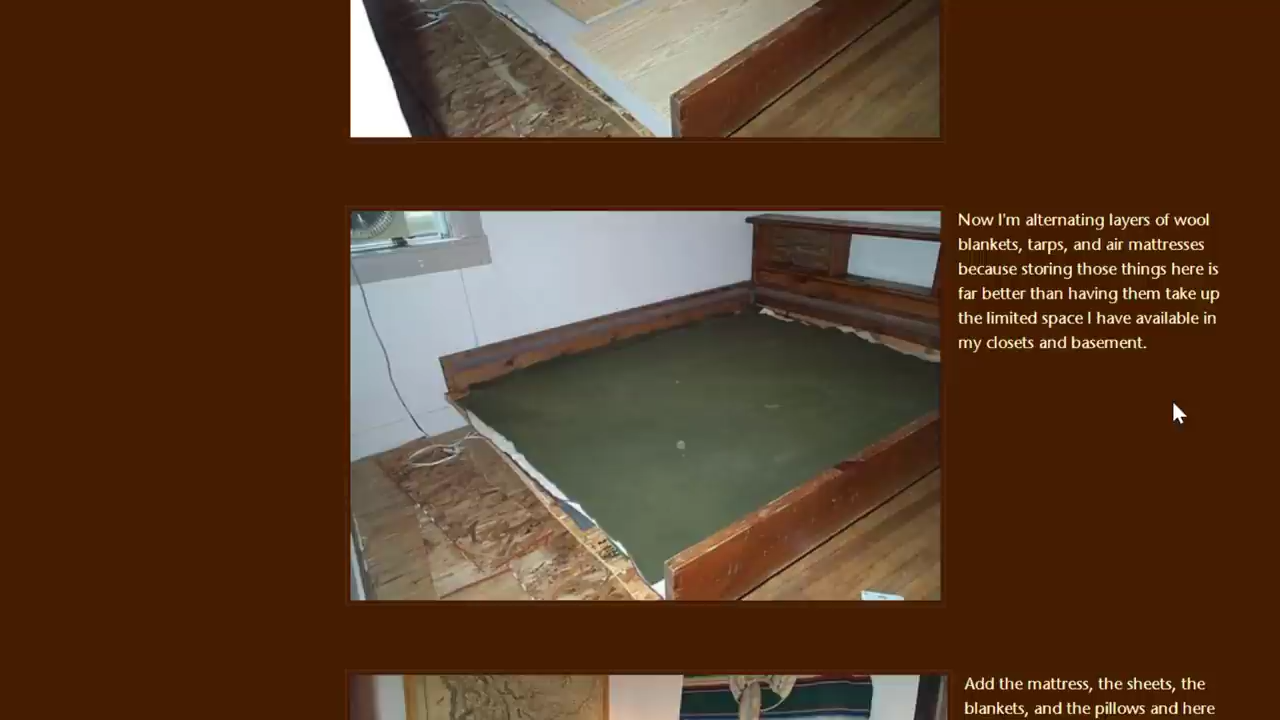 Now I'm alternating layers of wool
blankets, tarps, and air mattresses
because storing those things here is
far better than having them take up
the limited space I have available in
my closets and basement.
Add the mattress, the sheets, the
blankets, and the pillows and here